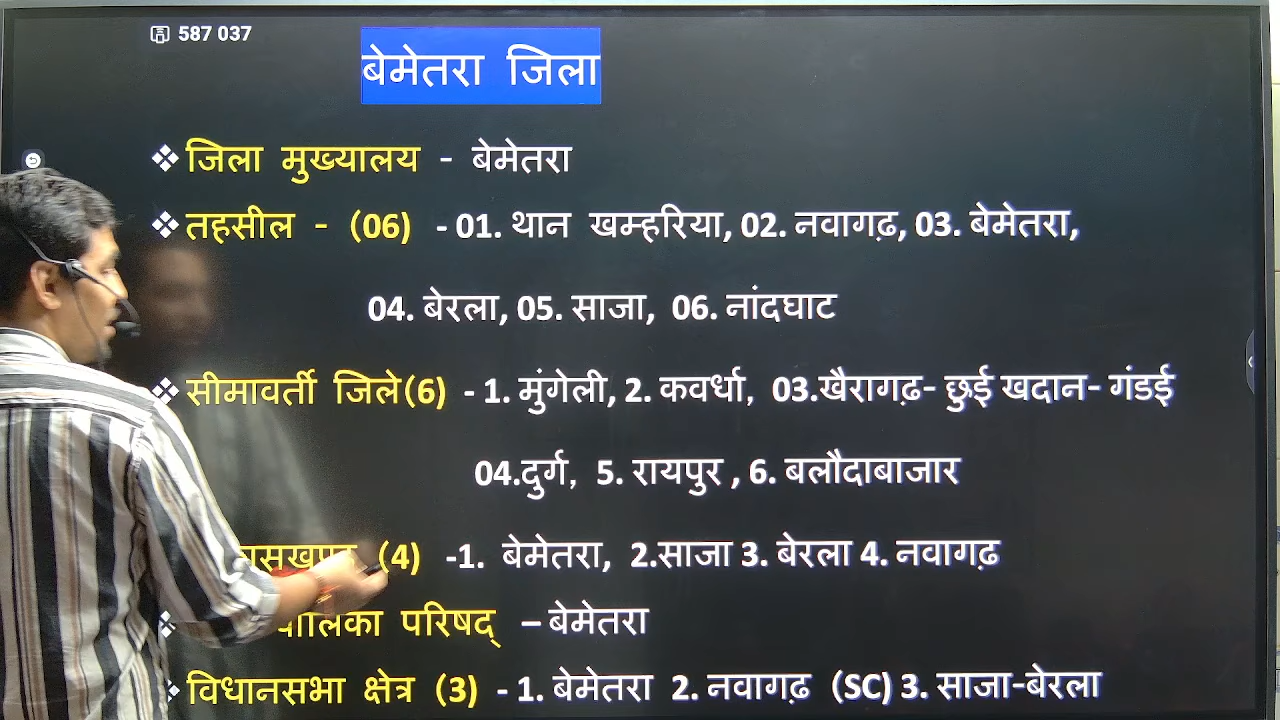 587 037
बेमेतरा जिला
❖ जिला मुख्यालय - बेमेतरा
❖ तहसील - (06) - 01. थान खम्हरिया, 02. नवागढ़, 03. बेमेतरा,
04. बेरला, 05. साजा, 06. नांदघाट
❖ सीमावर्ती जिले(6) - 1. मुंगेली, 2. कवर्धा, 03.खैरागढ़- छुई खदान- गंडई
04.दुर्ग, 5. रायपुर , 6. बलौदाबाजार
(4) -1. बेमेतरा, 2.साजा 3. बेरला 4. नवागढ़
परिषद् – बेमेतरा
विधानसभा क्षेत्र (3) - 1. बेमेतरा 2. नवागढ़ (SC) 3. साजा-बेरला